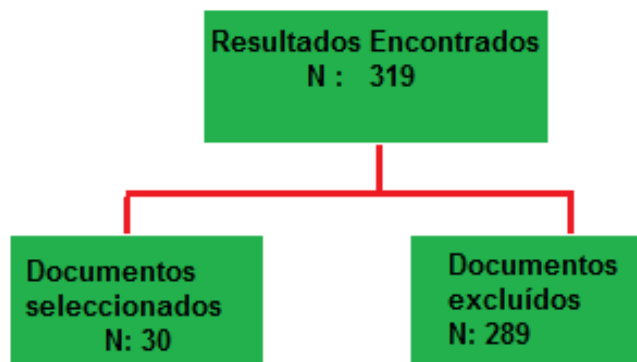 Resultados Encontrados
N : 319
Documentos
seleccionados
N: 30
Documentos
excluídos
N: 289